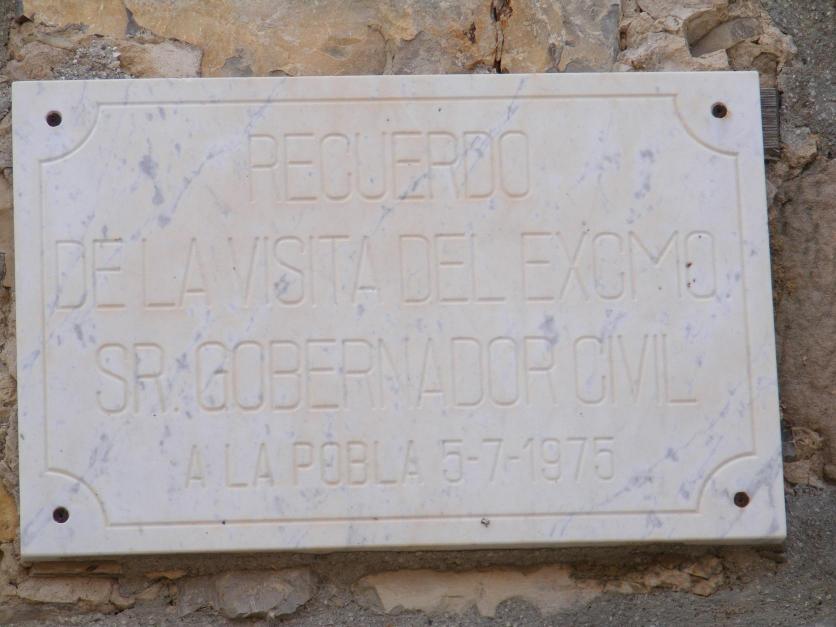 RECUERDO
DE LA VISITA DEL EXCMO.
SR. GOBERNADOR CIVIL
A LA POBLA 5-7-1975